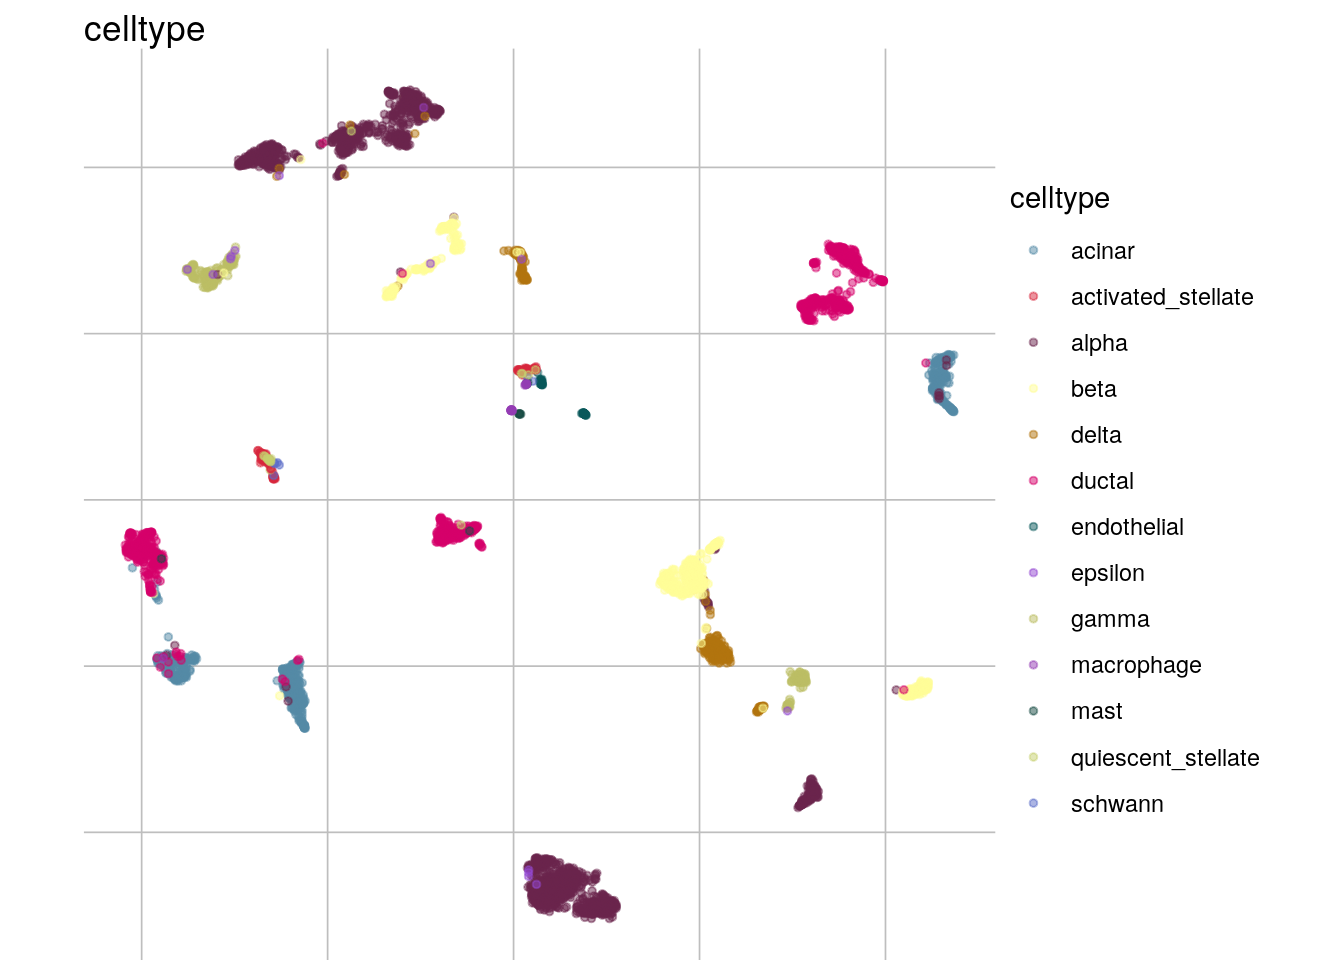 celltype
celltype
acinar
activated_stellate
alpha
beta
delta
ductal
endothelial
epsilon
gamma
macrophage
mast
quiescent_stellate
schwann